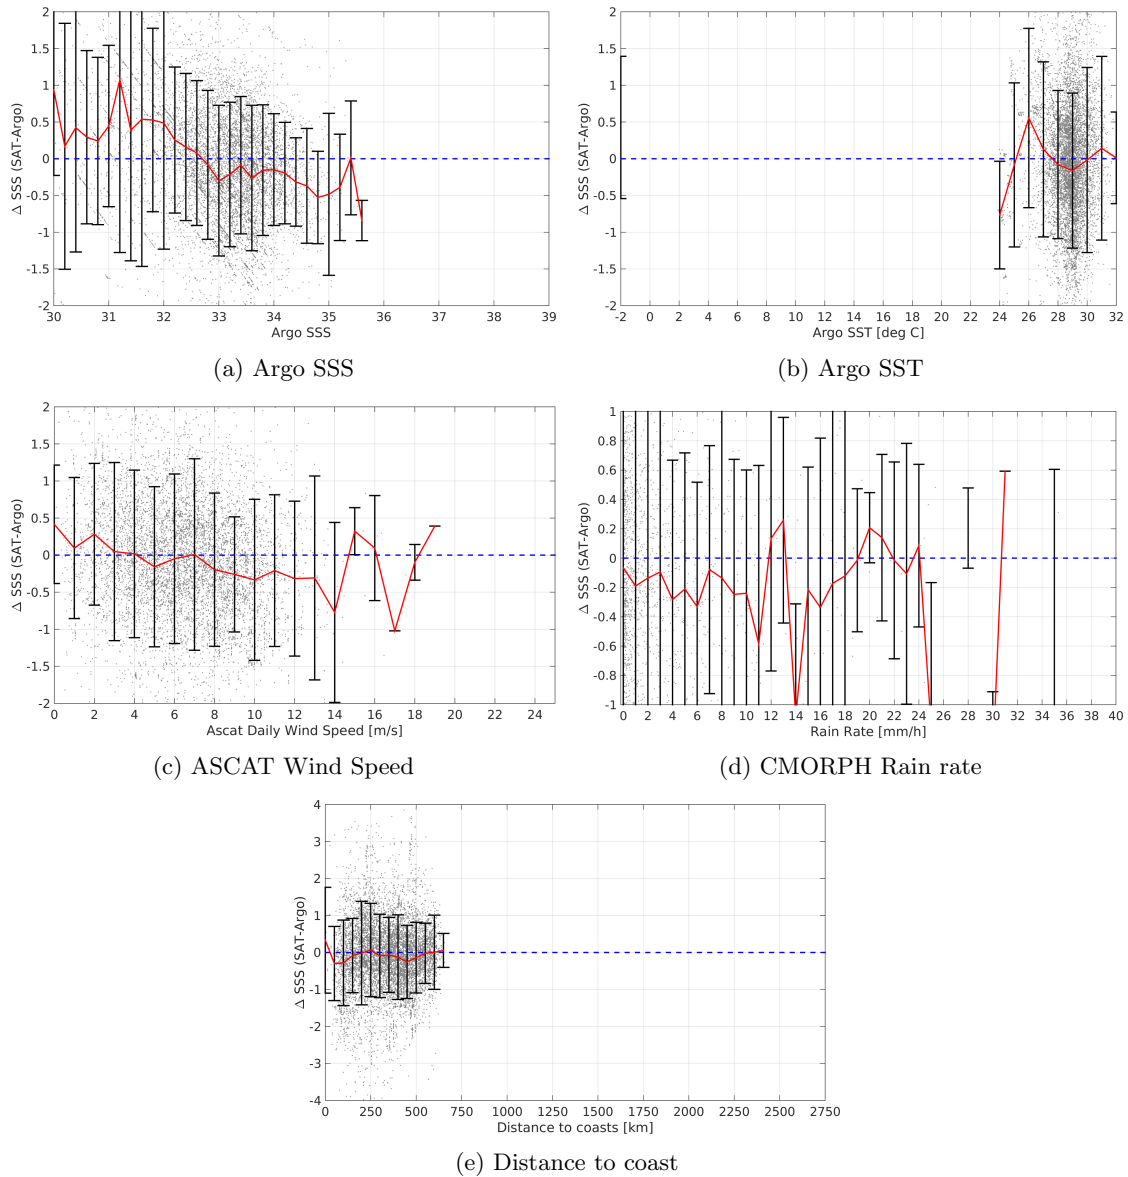 2
1.5
1
0.5
0
-0.5
-1
-1.5
-2
Δ SSS (SAT-Argo)
30 31 32 33 34 35 36 37 38 39
Argo SSS
(a) Argo SSS
2
1.5
1
0.5
0
-0.5
-1
-1.5
-2
Δ SSS (SAT-Argo)
-2 0 2 4 6 8 10 12 14 16 18 20 22 24 26 28 30 32
Argo SST [deg C]
(b) Argo SST
2
1.5
1
0.5
0
-0.5
-1
-1.5
-2
Δ SSS (SAT-Argo)
0 2 4 6 8 10 12 14 16 18 20 22 24
Ascat Daily Wind Speed [m/s]
(c) ASCAT Wind Speed
1
0.8
0.6
0.4
0.2
0
-0.2
-0.4
-0.6
-0.8
-1
Δ SSS (SAT-Argo)
0 2 4 6 8 10 12 14 16 18 20 22 24 26 28 30 32 34 36 38 40
Rain Rate [mm/h]
(d) CMORPH Rain rate
4
3
2
1
0
-1
-2
-3
-4
Δ SSS (SAT-Argo)
0 250 500 750 1000 1250 1500 1750 2000 2250 2500 2750
Distance to coasts [km]
(e) Distance to coast